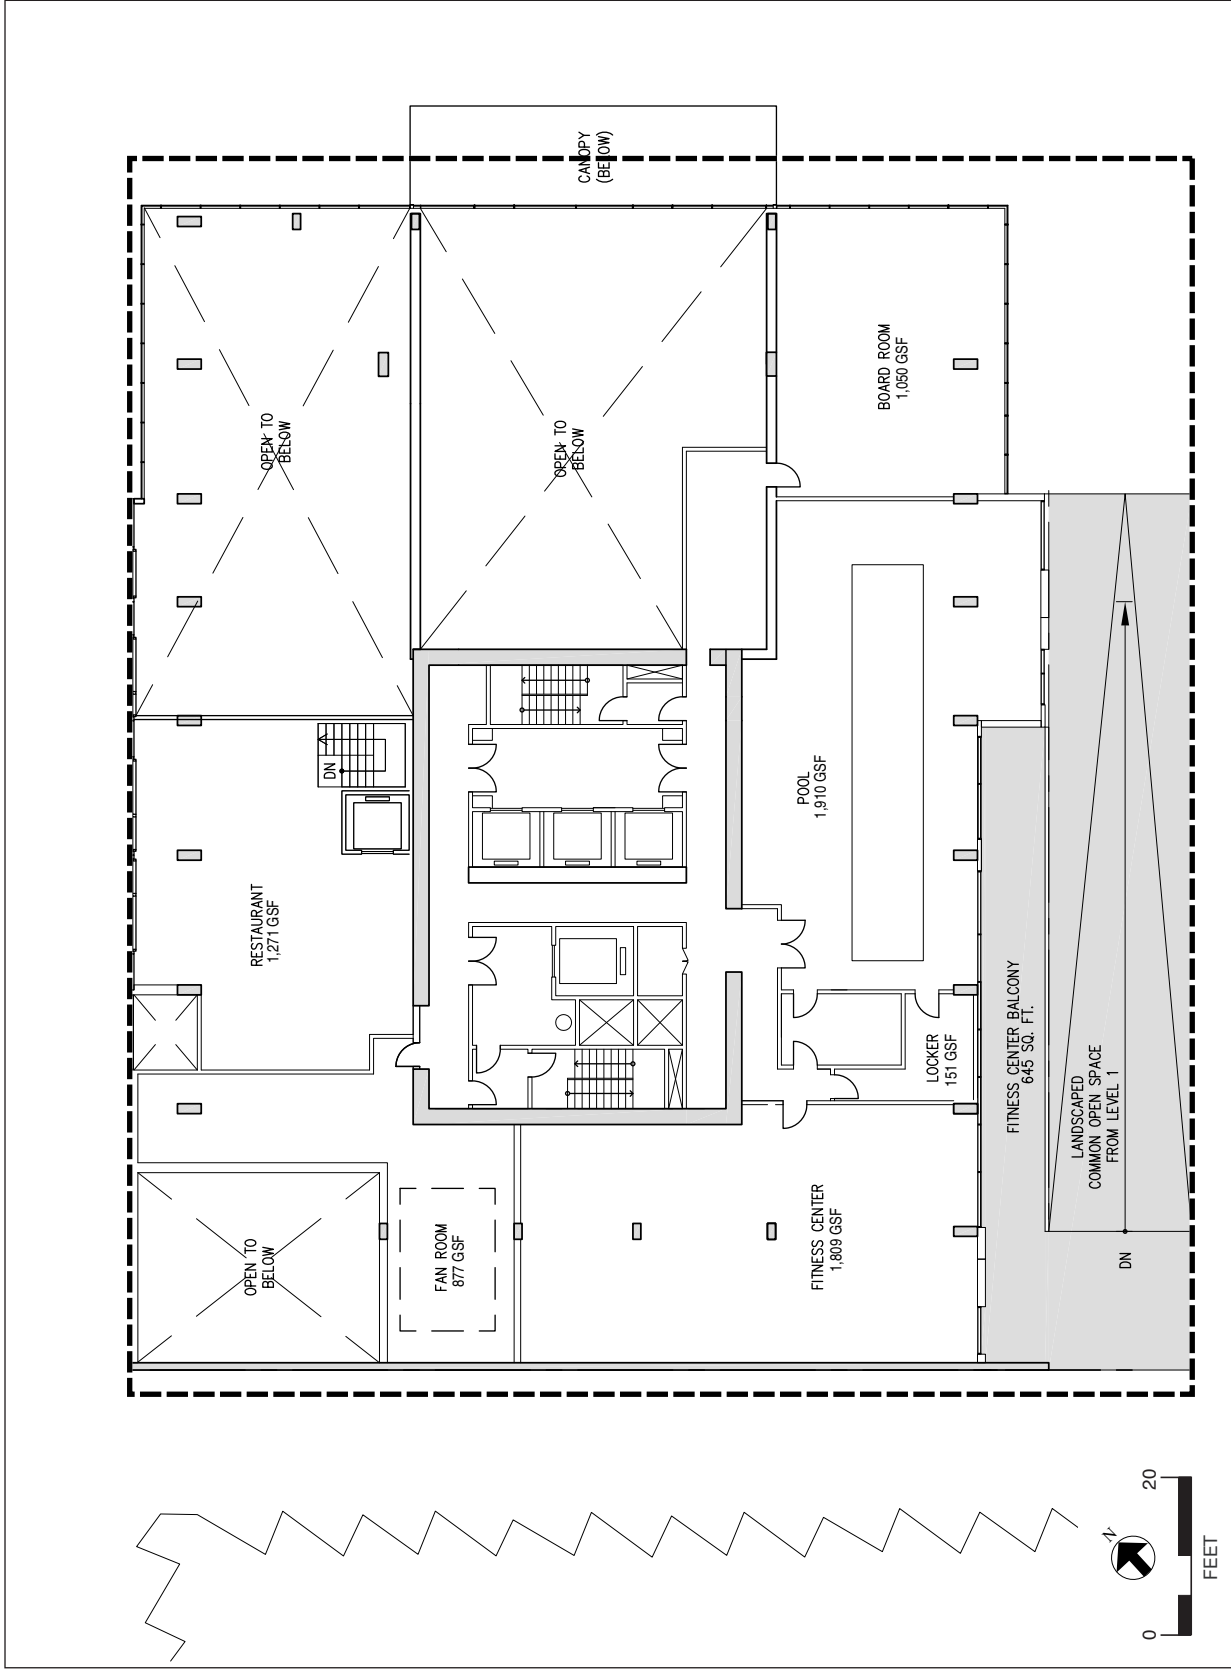 CANOPY
(BELOW)
OPEN TO
BELOW
OPEN TO
BELOW
BOARD ROOM
1,050 GSF
DN
POOL
1,910 GSF
RESTAURANT
1,271 GSF
LOCKER
151 GSF
FITNESS CENTER BALCONY
645 SQ. FT.
LANDSCAPED
COMMON OPEN SPACE
FROM LEVEL 1
OPEN TO
BELOW
FAN ROOM
877 GSF
FITNESS CENTER
1,809 GSF
DN
N
0
20
FEET